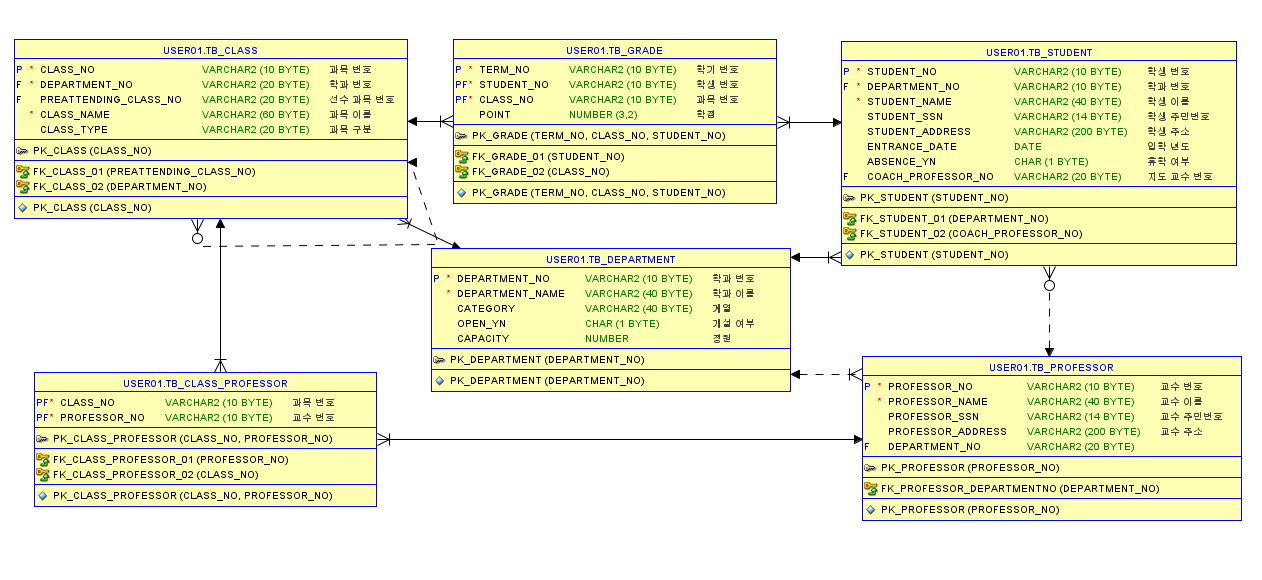 USER01.TB_CLASS
P * CLASS_NO VARCHAR2 (10 BYTE) 과목 번호
F * DEPARTMENT_NO VARCHAR2 (20 BYTE) 학과 번호
F PREATTENDING_CLASS_NO VARCHAR2 (20 BYTE) 선수 과목 번호
* CLASS_NAME VARCHAR2 (60 BYTE) 과목 이름
CLASS_TYPE VARCHAR2 (20 BYTE) 과목 구분
PK_CLASS (CLASS_NO)
FK_CLASS_01 (PREATTENDING_CLASS_NO)
FK_CLASS_02 (DEPARTMENT_NO)
PK_CLASS (CLASS_NO)
USER01.TB_GRADE
P * TERM_NO VARCHAR2 (10 BYTE) 학기 번호
PF* STUDENT_NO VARCHAR2 (10 BYTE) 학생 번호
PF* CLASS_NO VARCHAR2 (10 BYTE) 과목 번호
POINT NUMBER (3,2) 학점
PK_GRADE (TERM_NO, CLASS_NO, STUDENT_NO)
FK_GRADE_01 (STUDENT_NO)
FK_GRADE_02 (CLASS_NO)
PK_GRADE (TERM_NO, CLASS_NO, STUDENT_NO)
USER01.TB_STUDENT
P * STUDENT_NO VARCHAR2 (10 BYTE) 학생 번호
F * DEPARTMENT_NO VARCHAR2 (10 BYTE) 학과 번호
* STUDENT_NAME VARCHAR2 (40 BYTE) 학생 이름
STUDENT_SSN VARCHAR2 (14 BYTE) 학생 주민번호
STUDENT_ADDRESS VARCHAR2 (200 BYTE) 학생 주소
ENTRANCE_DATE DATE 입학 년도
ABSENCE_YN CHAR (1 BYTE) 휴학 여부
F COACH_PROFESSOR_NO VARCHAR2 (20 BYTE) 지도 교수 번호
PK_STUDENT (STUDENT_NO)
FK_STUDENT_01 (DEPARTMENT_NO)
FK_STUDENT_02 (COACH_PROFESSOR_NO)
PK_STUDENT (STUDENT_NO)
USER01.TB_DEPARTMENT
P * DEPARTMENT_NO VARCHAR2 (10 BYTE) 학과 번호
* DEPARTMENT_NAME VARCHAR2 (40 BYTE) 학과 이름
CATEGORY VARCHAR2 (40 BYTE) 계열
OPEN_YN CHAR (1 BYTE) 개설 여부
CAPACITY NUMBER 정원
PK_DEPARTMENT (DEPARTMENT_NO)
PK_DEPARTMENT (DEPARTMENT_NO)
USER01.TB_CLASS_PROFESSOR
PF* CLASS_NO VARCHAR2 (10 BYTE) 과목 번호
PF* PROFESSOR_NO VARCHAR2 (10 BYTE) 교수 번호
PK_CLASS_PROFESSOR (CLASS_NO, PROFESSOR_NO)
FK_CLASS_PROFESSOR_01 (PROFESSOR_NO)
FK_CLASS_PROFESSOR_02 (CLASS_NO)
PK_CLASS_PROFESSOR (CLASS_NO, PROFESSOR_NO)
USER01.TB_PROFESSOR
P * PROFESSOR_NO VARCHAR2 (10 BYTE) 교수 번호
* PROFESSOR_NAME VARCHAR2 (40 BYTE) 교수 이름
PROFESSOR_SSN VARCHAR2 (14 BYTE) 교수 주민번호
PROFESSOR_ADDRESS VARCHAR2 (200 BYTE) 교수 주소
F DEPARTMENT_NO VARCHAR2 (20 BYTE)
PK_PROFESSOR (PROFESSOR_NO)
FK_PROFESSOR_DEPARTMENTNO (DEPARTMENT_NO)
PK_PROFESSOR (PROFESSOR_NO)